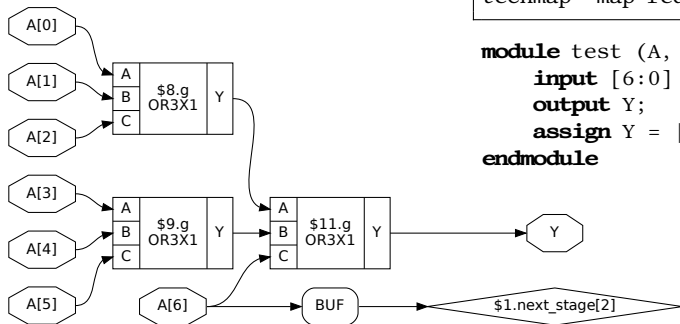 techmap -map red
module test (A,
input [6:0]
output Y;
assign Y =
endmodule
A[0]
A[1]
A[2]
A
B
C
$8.g
OR3X1
Y
A[3]
A[4]
A[5]
A
B
C
$9.g
OR3X1
Y
A
B
C
$11.g
OR3X1
Y
Y
A[6]
BUF
$1.next_stage[2]